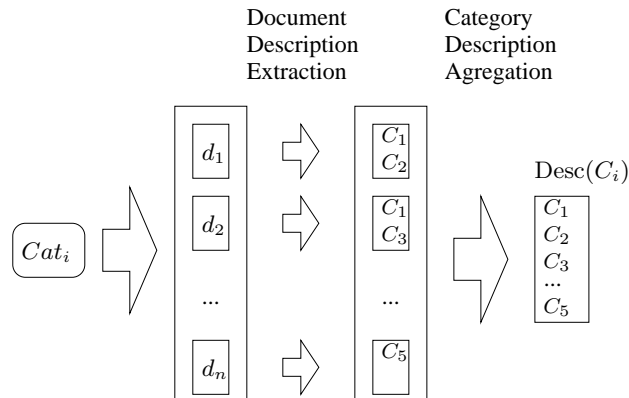 Document
Description
Extraction
Category
Description
Agregation
Cat_i
d_1
d_2
...
d_n
C_1
C_2
C_1
C_3
...
C_5
Desc(C_i)
C_1
C_2
C_3
...
C_5